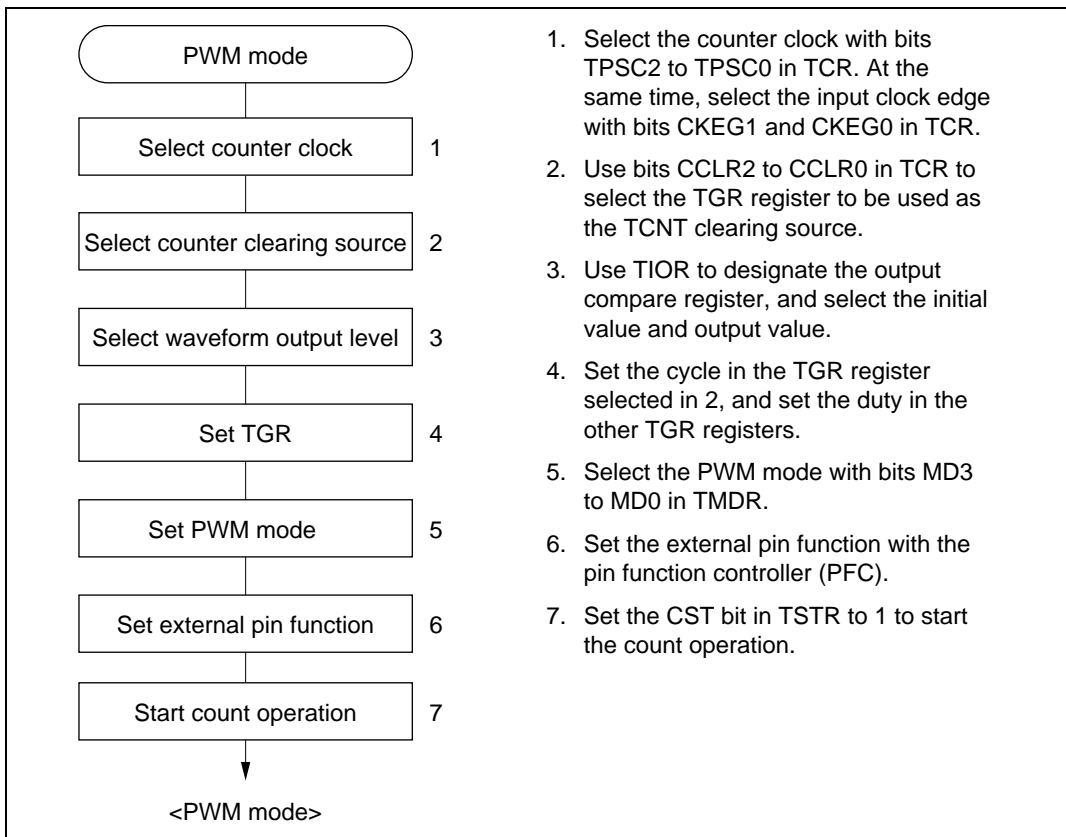 PWM mode
Select counter clock 1
Select counter clearing source 2
Select waveform output level 3
Set TGR 4
Set PWM mode 5
Set external pin function 6
Start count operation 7
<PWM mode>
1. Select the counter clock with bits
TPSC2 to TPSC0 in TCR. At the
same time, select the input clock edge
with bits CKEG1 and CKEG0 in TCR.
2. Use bits CCLR2 to CCLR0 in TCR to
select the TGR register to be used as
the TCNT clearing source.
3. Use TIOR to designate the output
compare register, and select the initial
value and output value.
4. Set the cycle in the TGR register
selected in 2, and set the duty in the
other TGR registers.
5. Select the PWM mode with bits MD3
to MD0 in TMDR.
6. Set the external pin function with the
pin function controller (PFC).
7. Set the CST bit in TSTR to 1 to start
the count operation.